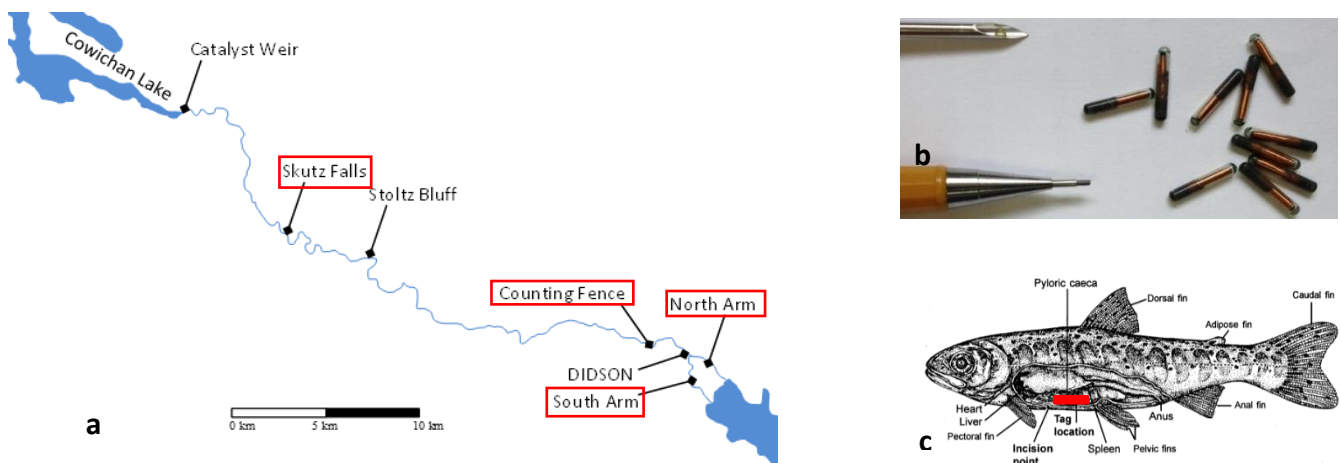 Cowichan Lake
Catalyst Weir
Skutz Falls
Stoltz Bluff
Counting Fence
North Arm
DIDSON
South Arm
0 km
5 km
10 km
a
b
Pyloric caeca
Dorsal fin
Caudal fin
Adipose fin
Heart
Liver
Pectoral fin
Incision
point
Tag
location
Spleen
Pelvic fins
Anus
Anal fin
c